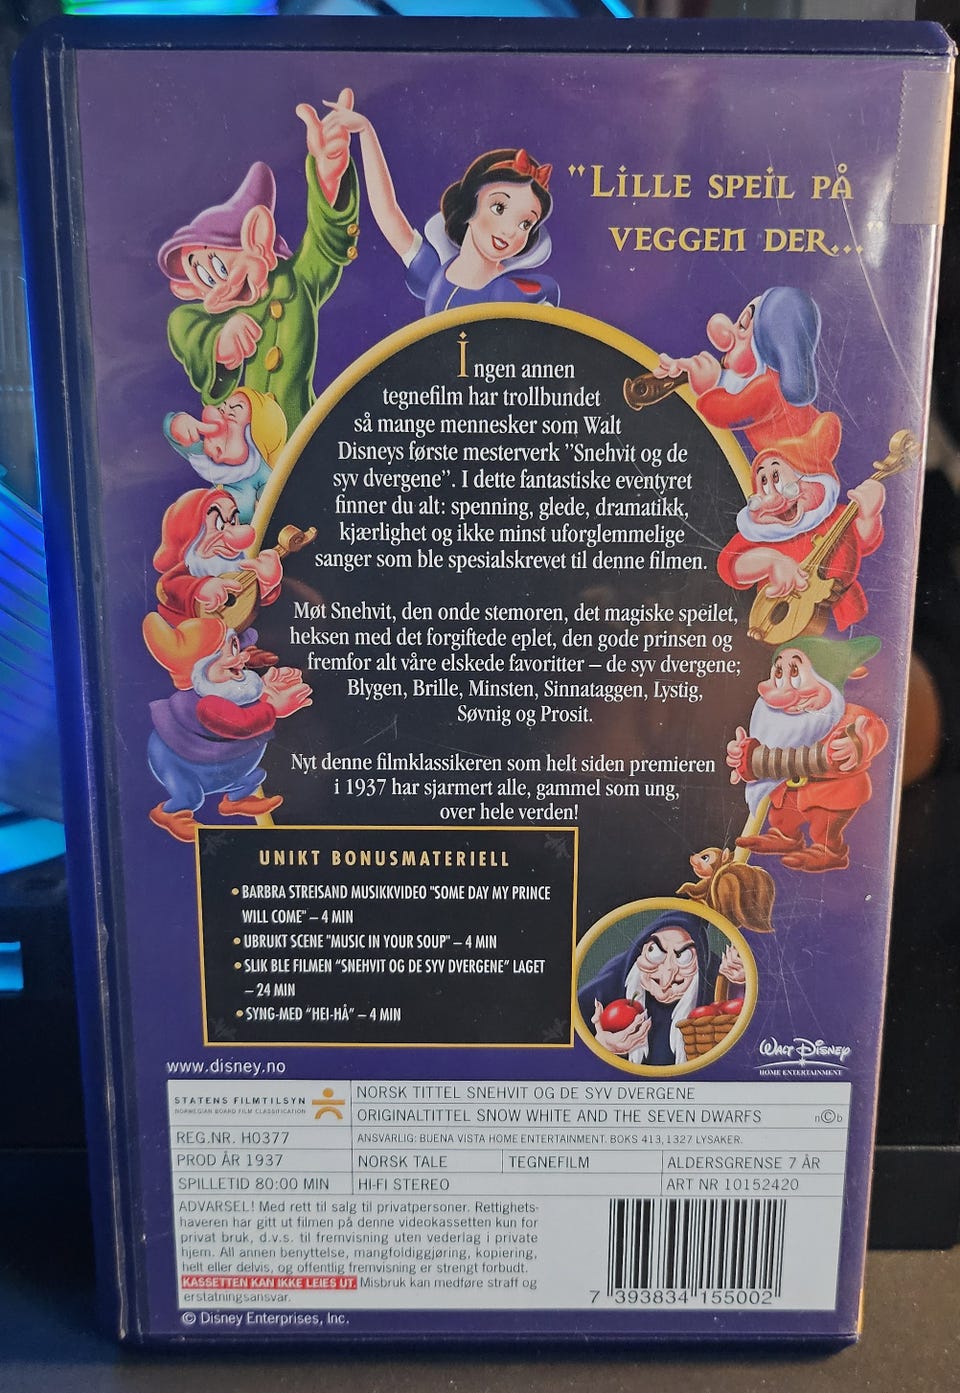 "LILLE SPEIL PÅ
VEGGEN DER..."
Ingen annen
tegnefilm har trollbundet
så mange mennesker som Walt
Disneys første mesterverk ”Snehvit og de
syv dvergene”. I dette fantastiske eventyret
finner du alt: spenning, glede, dramatikk,
kjærlighet og ikke minst uforglemmelige
sanger som ble spesialskrevet til denne filmen.
Møt Snehvit, den onde stemoren, det magiske speilet,
heksen med det forgiftede eplet, den gode prinsen og
fremfor alt våre elskede favoritter – de syv dvergene;
Blygen, Brille, Minsten, Sinnataggen, Lystig,
Søvnig og Prosit.
Nyt denne filmklassikeren som helt siden premieren
i 1937 har sjarmert alle, gammel som ung,
over hele verden!
UNIKT BONUSMATERIELL
• BARBRA STREISAND MUSIKKVIDEO "SOME DAY MY PRINCE
WILL COME" – 4 MIN
• UBRUKT SCENE "MUSIC IN YOUR SOUP" – 4 MIN
• SLIK BLE FILMEN "SNEHVIT OG DE SYV DVERGENE" LAGET
– 24 MIN
• SYNG-MED "HEI-HÅ" – 4 MIN
WALT DISNEY
HOME ENTERTAINMENT
www.disney.no
STATENS FILMTILSYN
NORWEGIAN BOARD FILM CLASSIFICATION
NORSK TITTEL SNEHVIT OG DE SYV DVERGENE
ORIGINALTITTEL SNOW WHITE AND THE SEVEN DWARFS n©b
REG.NR. H0377 ANSVARLIG: BUENA VISTA HOME ENTERTAINMENT. BOKS 413, 1327 LYSAKER.
PROD ÅR 1937 NORSK TALE TEGNEFILM ALDERSGRENSE 7 ÅR
SPILLETID 80:00 MIN HI-FI STEREO ART NR 10152420
ADVARSEL! Med rett til salg til privatpersoner. Rettighets-
haveren har gitt ut filmen på denne videokassetten kun for
privat bruk, d.v.s. til fremvisning uten vederlag i private
hjem. All annen benyttelse, mangfoldiggjøring, kopiering,
helt eller delvis, og offentlig fremvisning er strengt forbudt.
KASSETTEN KAN IKKE LEIES UT. Misbruk kan medføre straff og
erstatningsansvar.
7 393834 155002
© Disney Enterprises, Inc.